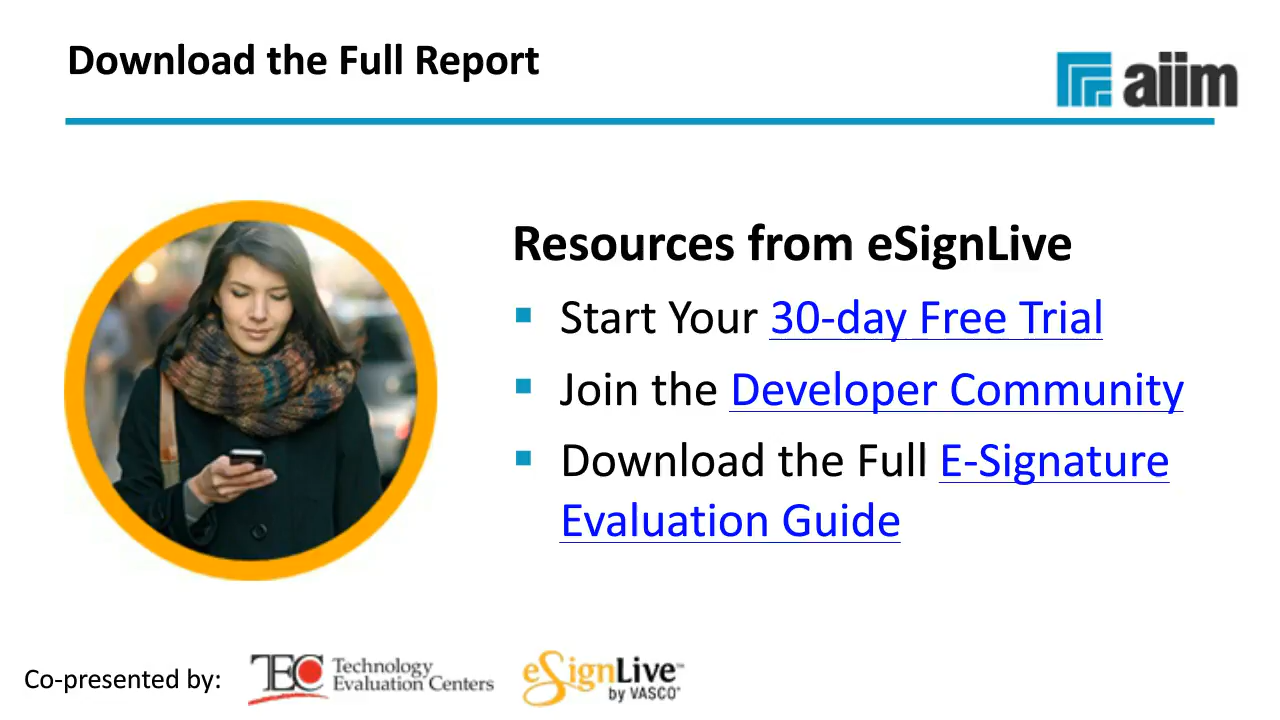 Download the Full Report
aiim
Resources from eSignLive
Start Your 30-day Free Trial
Join the Developer Community
Download the Full E-Signature
Evaluation Guide
Co-presented by:
TEC Technology
Evaluation Centers
eSignLive™
by VASCO